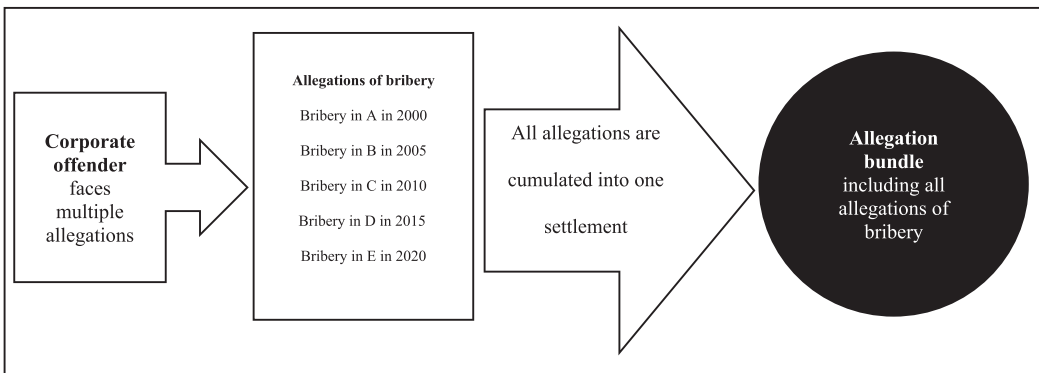 Corporate
offender
faces
multiple
allegations
Allegations of bribery
Bribery in A in 2000
Bribery in B in 2005
Bribery in C in 2010
Bribery in D in 2015
Bribery in E in 2020
All allegations are
cumulated into one
settlement
Allegation
bundle
including all
allegations of
bribery